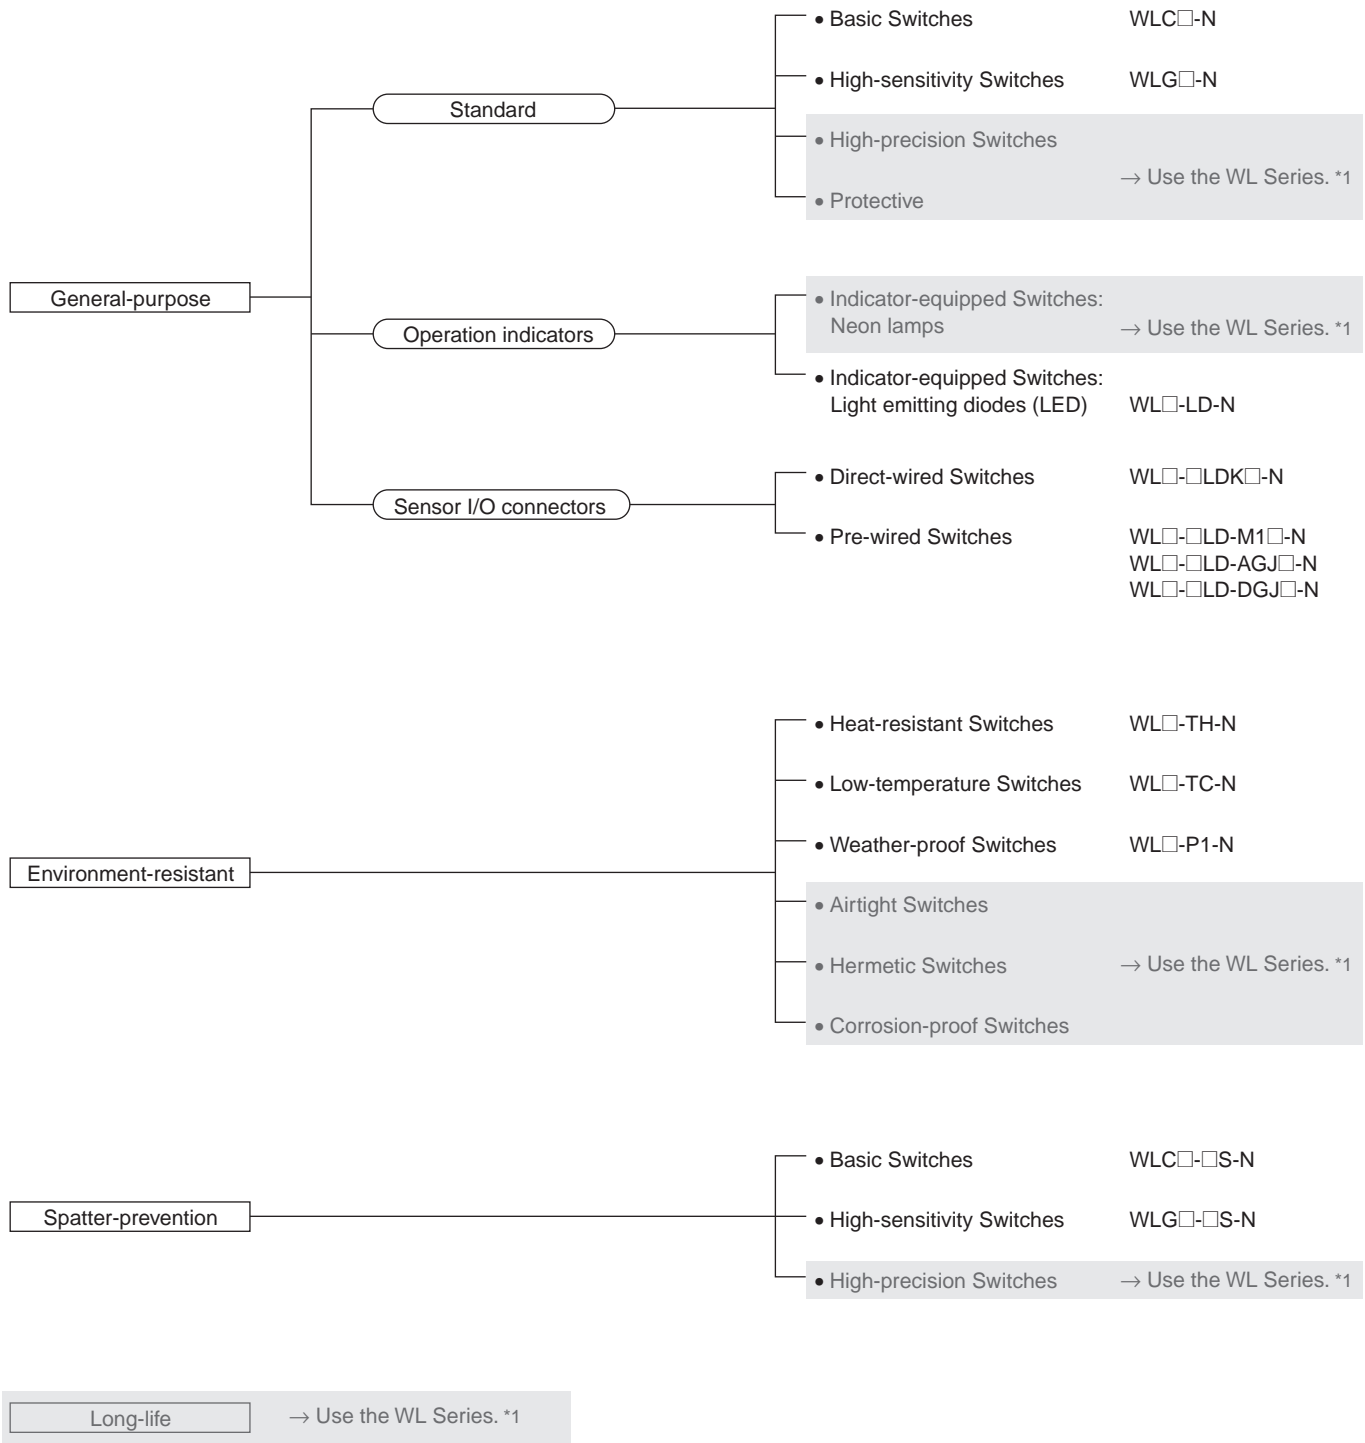 • Basic Switches WLC□-N
• High-sensitivity Switches WLG□-N
Standard
• High-precision Switches
→ Use the WL Series. *1
• Protective
General-purpose
• Indicator-equipped Switches:
Neon lamps → Use the WL Series. *1
Operation indicators
• Indicator-equipped Switches:
Light emitting diodes (LED) WL□-LD-N
• Direct-wired Switches WL□-□LDK□-N
Sensor I/O connectors
• Pre-wired Switches WL□-□LD-M1□-N
WL□-□LD-AGJ□-N
WL□-□LD-DGJ□-N
• Heat-resistant Switches WL□-TH-N
• Low-temperature Switches WL□-TC-N
• Weather-proof Switches WL□-P1-N
Environment-resistant
• Airtight Switches
• Hermetic Switches → Use the WL Series. *1
• Corrosion-proof Switches
• Basic Switches WLC□-□S-N
Spatter-prevention
• High-sensitivity Switches WLG□-□S-N
• High-precision Switches → Use the WL Series. *1
Long-life → Use the WL Series. *1